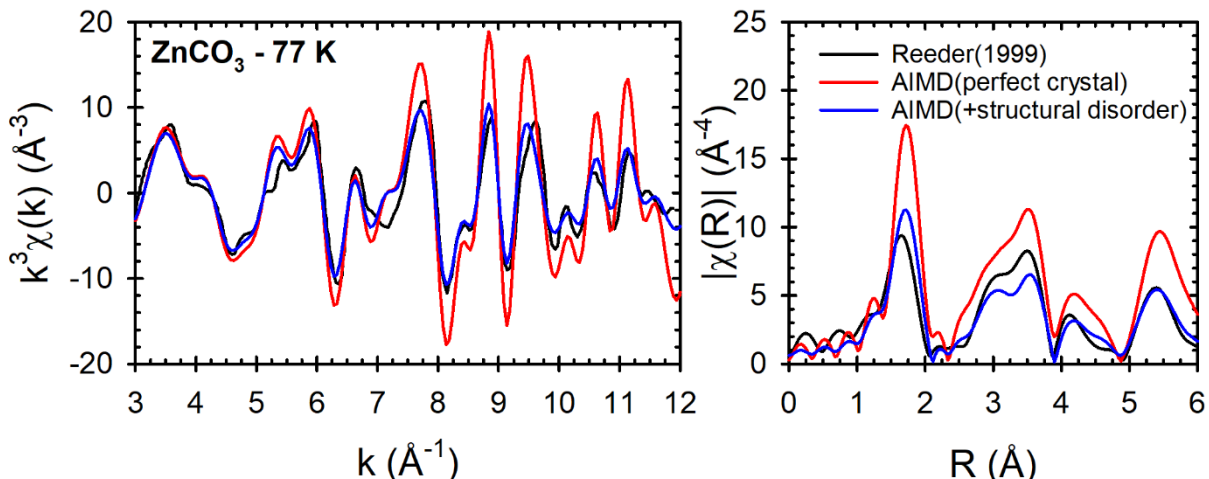 ZnCO₃ - 77 K
k³χ(k) (Å⁻³)
20
10
0
-10
-20
3 4 5 6 7 8 9 10 11 12
k (Å⁻¹)
Reeder(1999)
AIMD(perfect crystal)
AIMD(+structural disorder)
|χ(R)| (Å⁻⁴)
25
20
15
10
5
0
0 1 2 3 4 5 6
R (Å)